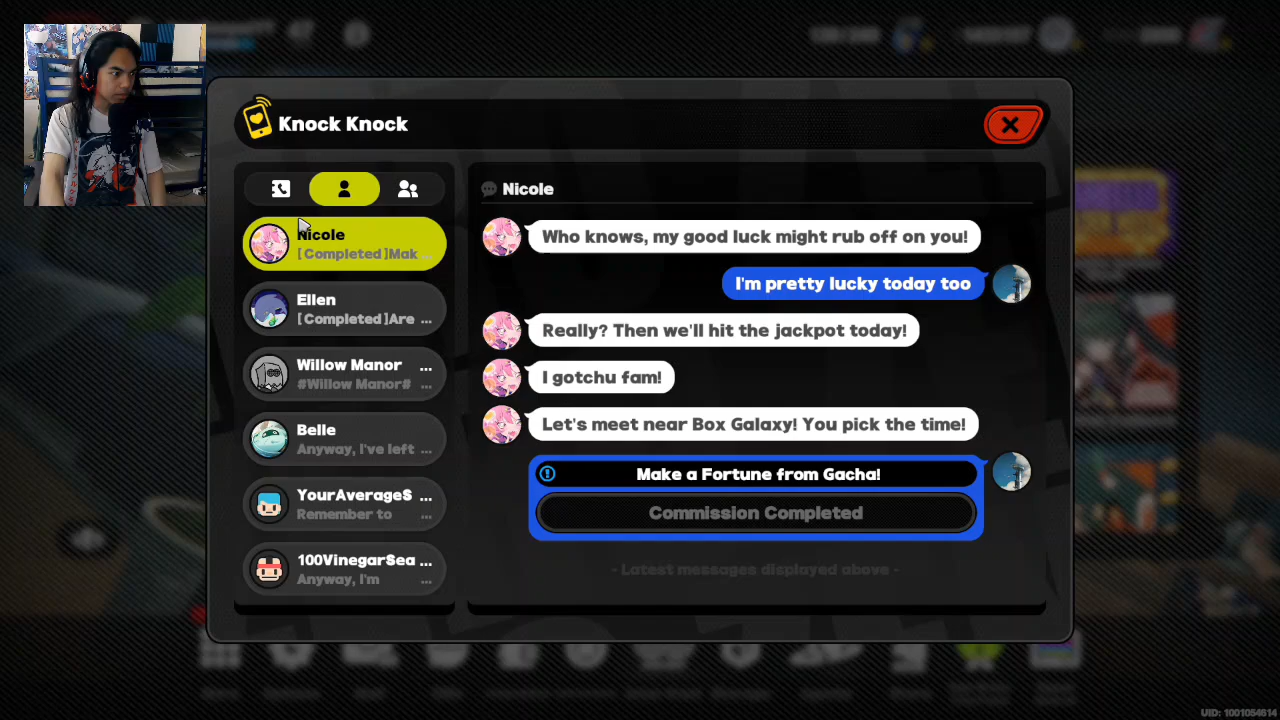 Knock Knock
Nicole
[Completed]Mak ...
Ellen
[Completed]Are ...
Willow Manor ...
#Willow Manor# ...
Belle
Anyway, I've left ...
YourAverageS ...
Remember to ...
100VinegarSea ...
Anyway, I'm ...
Nicole
Who knows, my good luck might rub off on you!
I'm pretty lucky today too
Really? Then we'll hit the jackpot today!
I gotchu fam!
Let's meet near Box Galaxy! You pick the time!
Make a Fortune from Gacha!
Commission Completed
- Latest messages displayed above -
UID: 1001054614